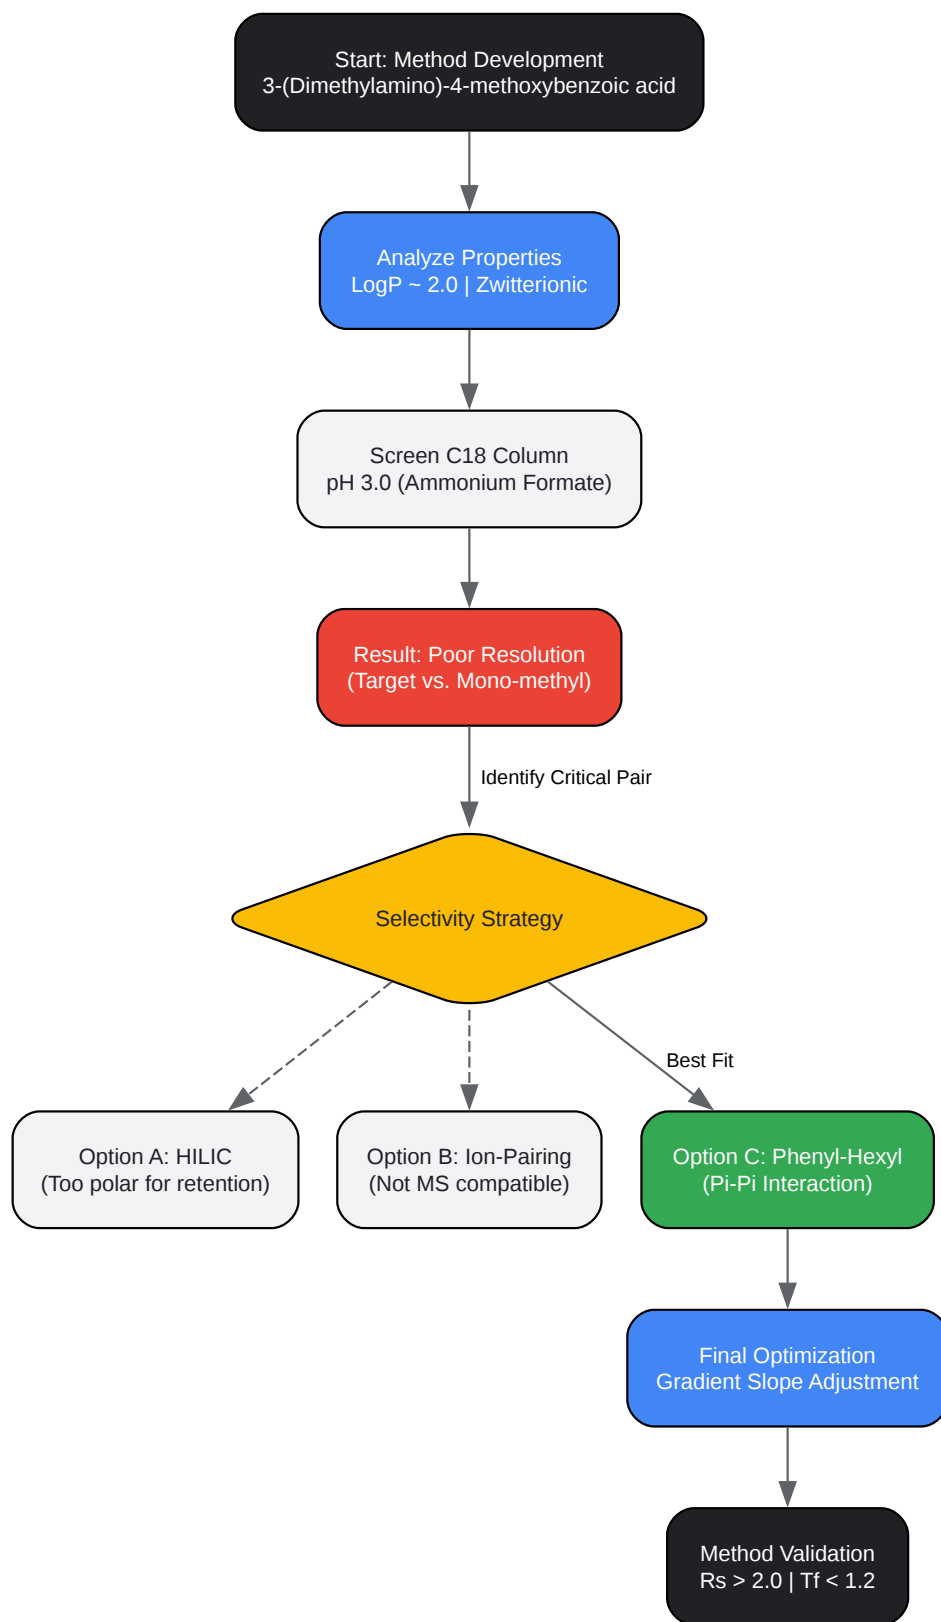 Start: Method Development
3-(Dimethylamino)-4-methoxybenzoic acid
Analyze Properties
LogP ~ 2.0 | Zwitterionic
Screen C18 Column
pH 3.0 (Ammonium Formate)
Result: Poor Resolution
(Target vs. Mono-methyl)
Identify Critical Pair
Selectivity Strategy
Best Fit
Option A: HILIC
(Too polar for retention)
Option B: Ion-Pairing
(Not MS compatible)
Option C: Phenyl-Hexyl
(Pi-Pi Interaction)
Final Optimization
Gradient Slope Adjustment
Method Validation
Rs > 2.0 | Tf < 1.2